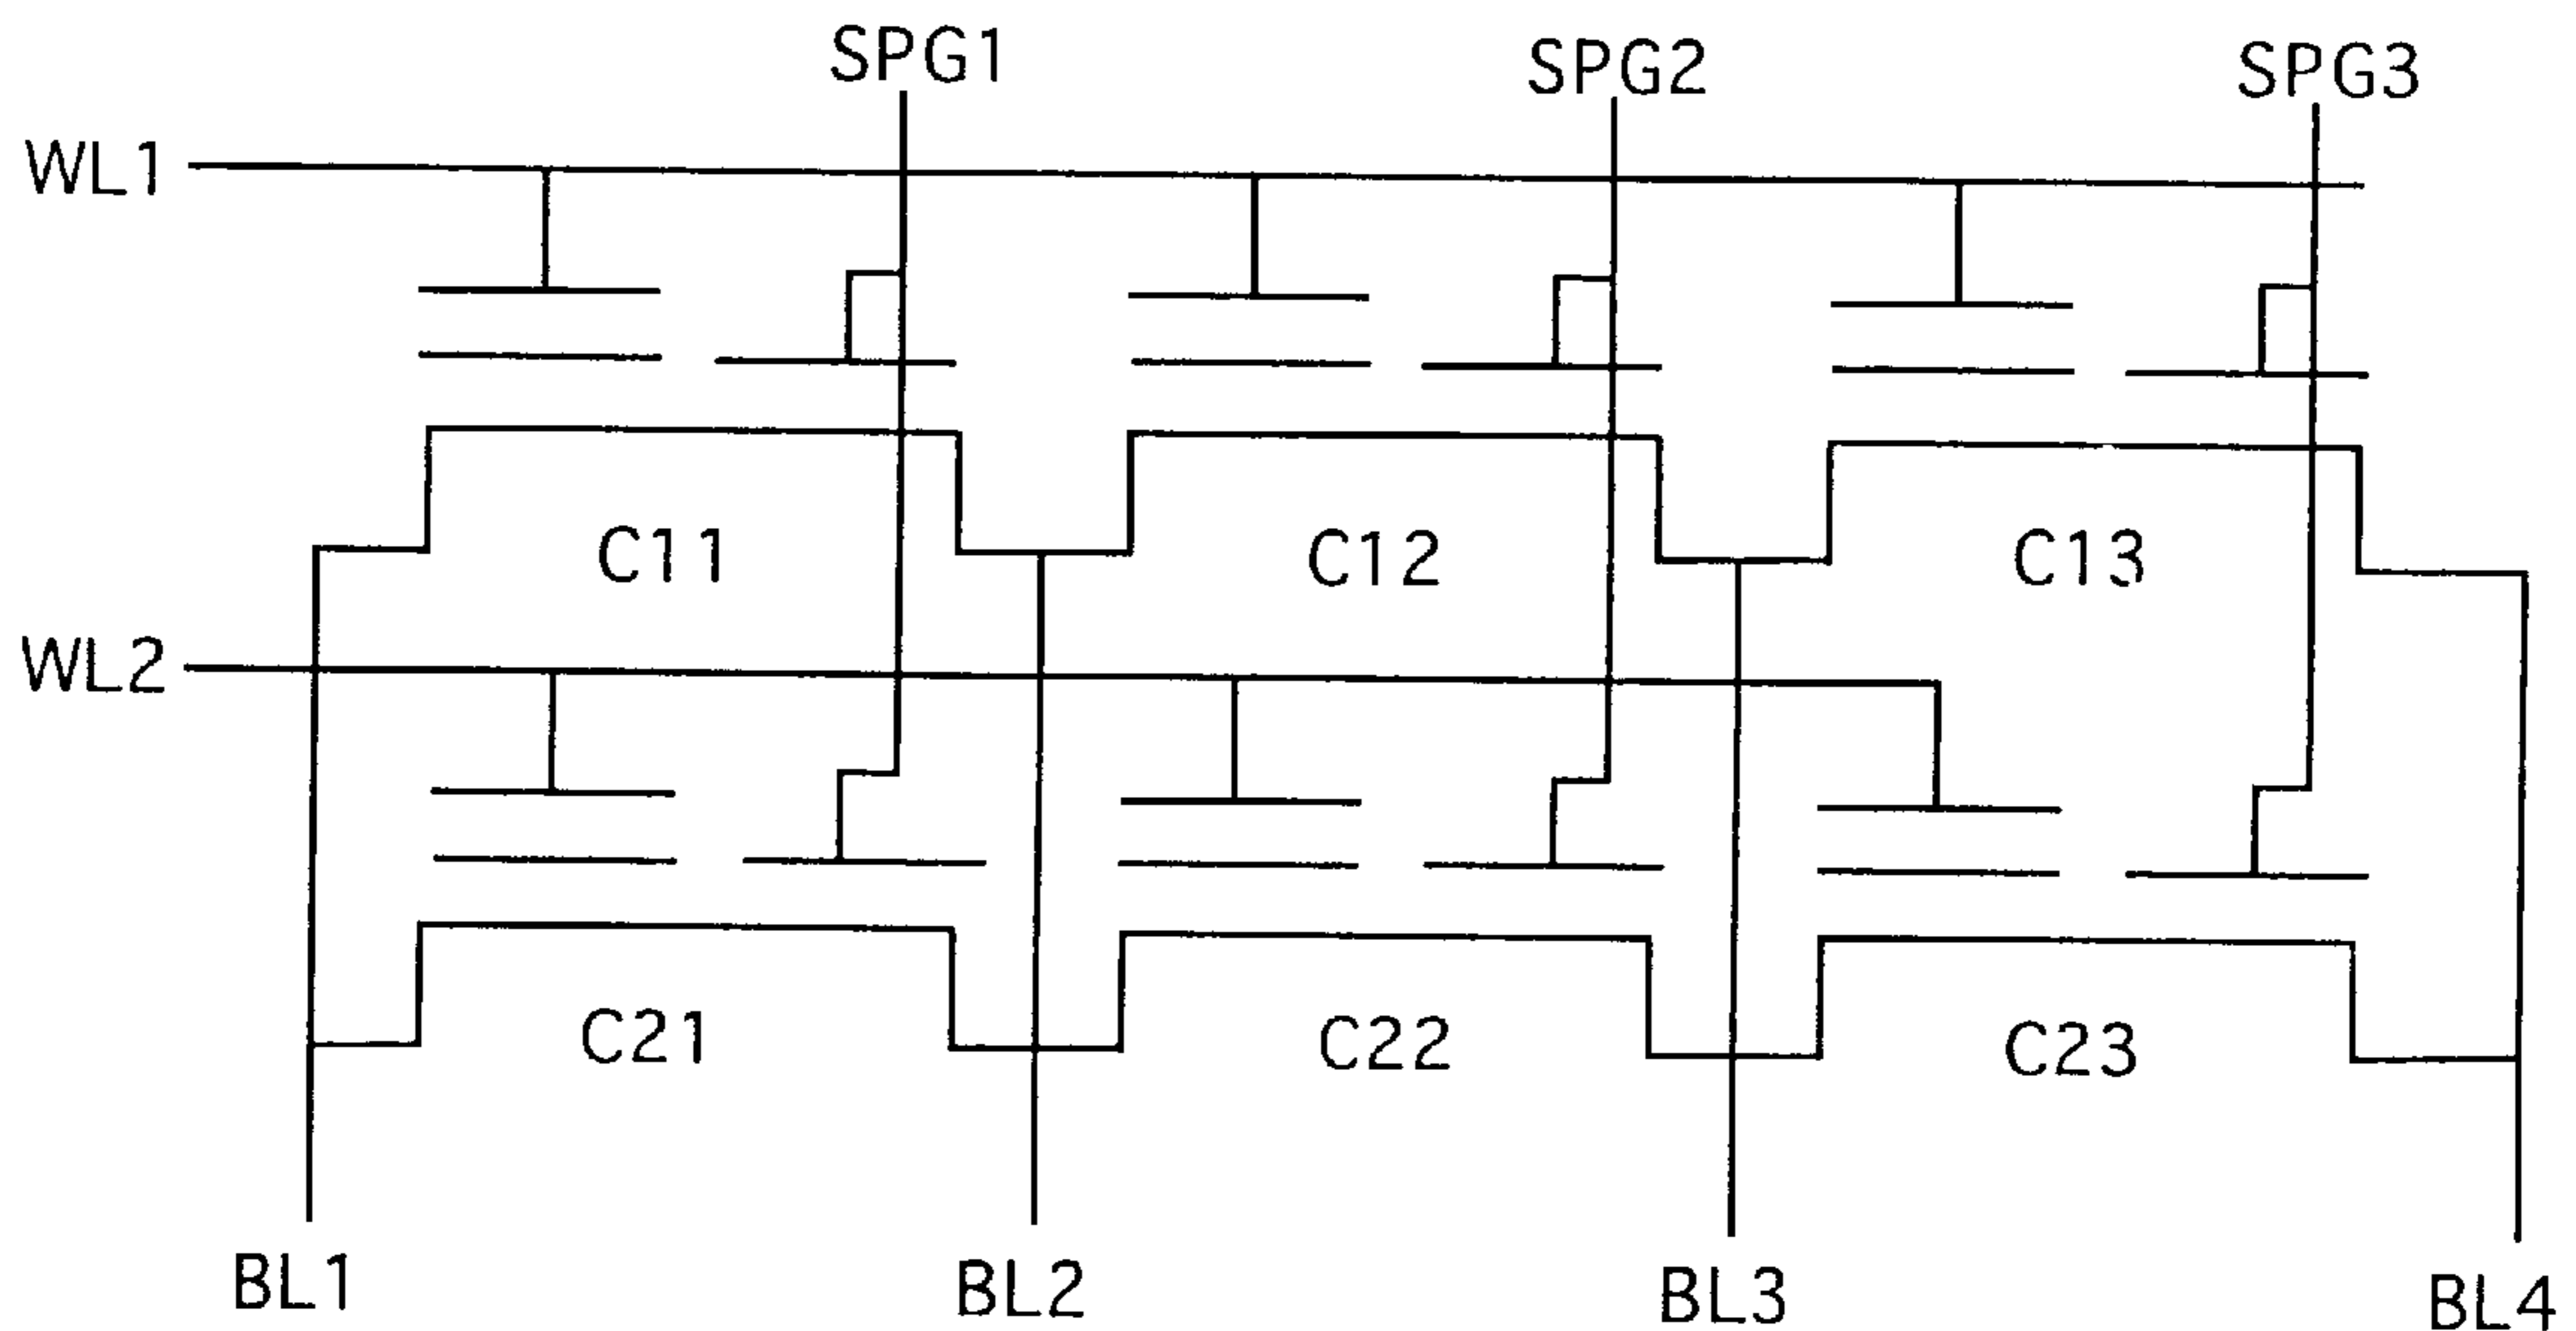 SPG1 SPG2 SPG3
WL1
C11 C12 C13
WL2
C21 C22 C23
BL1 BL2 BL3 BL4